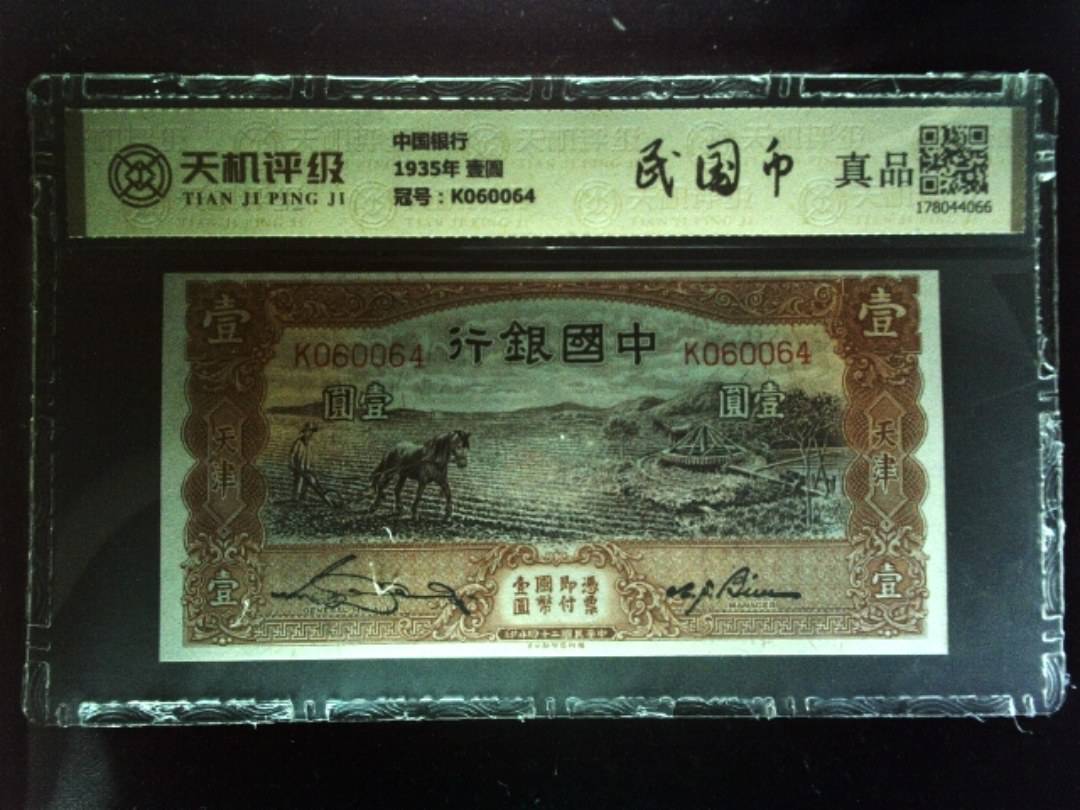 天机评级
TIAN JI PING JI
中国银行
1935年 壹圆
冠号：K060064
民国币
真品
178044066
壹
壹
行銀國中
K060064
K060064
圓壹
圓壹
天津
天津
憑票
即付
國幣
壹圓
壹
壹
MANAGER